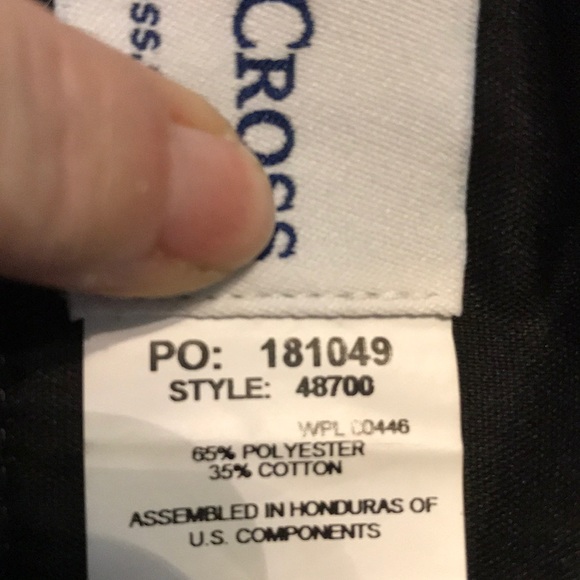 CROSS
PO: 181049
STYLE: 48700
WPL 00446
65% POLYESTER
35% COTTON
ASSEMBLED IN HONDURAS OF
U.S. COMPONENTS